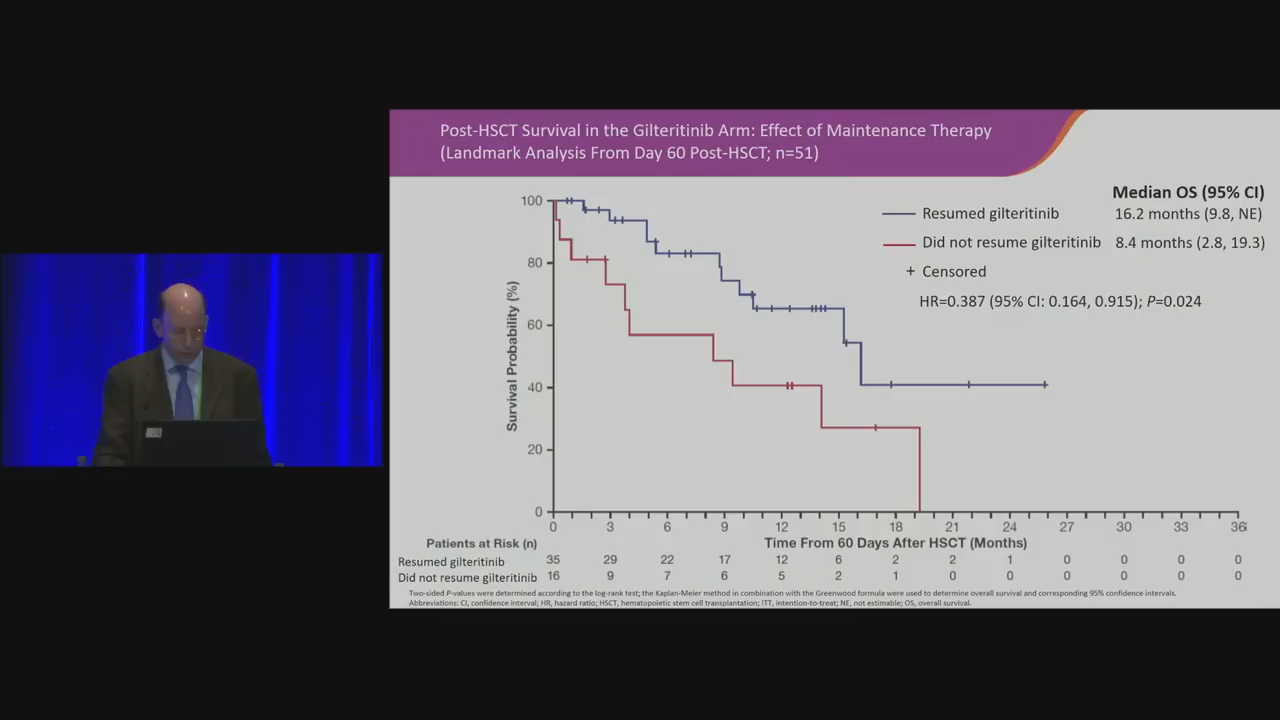 Post-HSCT Survival in the Gilteritinib Arm: Effect of Maintenance Therapy
(Landmark Analysis From Day 60 Post-HSCT; n=51)
Median OS (95% CI)
Resumed gilteritinib 16.2 months (9.8, NE)
Did not resume gilteritinib 8.4 months (2.8, 19.3)
+ Censored
HR=0.387 (95% CI: 0.164, 0.915); P=0.024
Survival Probability (%)
100
80
60
40
20
0
0 3 6 9 12 15 18 21 24 27 30 33 36
Patients at Risk (n) Time From 60 Days After HSCT (Months)
Resumed gilteritinib 35 29 22 17 12 6 2 2 1 0 0 0 0
Did not resume gilteritinib 16 9 7 6 5 2 1 0 0 0 0 0 0
Two-sided P-values were determined according to the log-rank test; the Kaplan-Meier method in combination with the Greenwood formula were used to determine overall survival and corresponding 95% confidence intervals.
Abbreviations: CI, confidence interval; HR, hazard ratio; HSCT, hematopoietic stem cell transplantation; ITT, intention-to-treat; NE, not estimable; OS, overall survival.